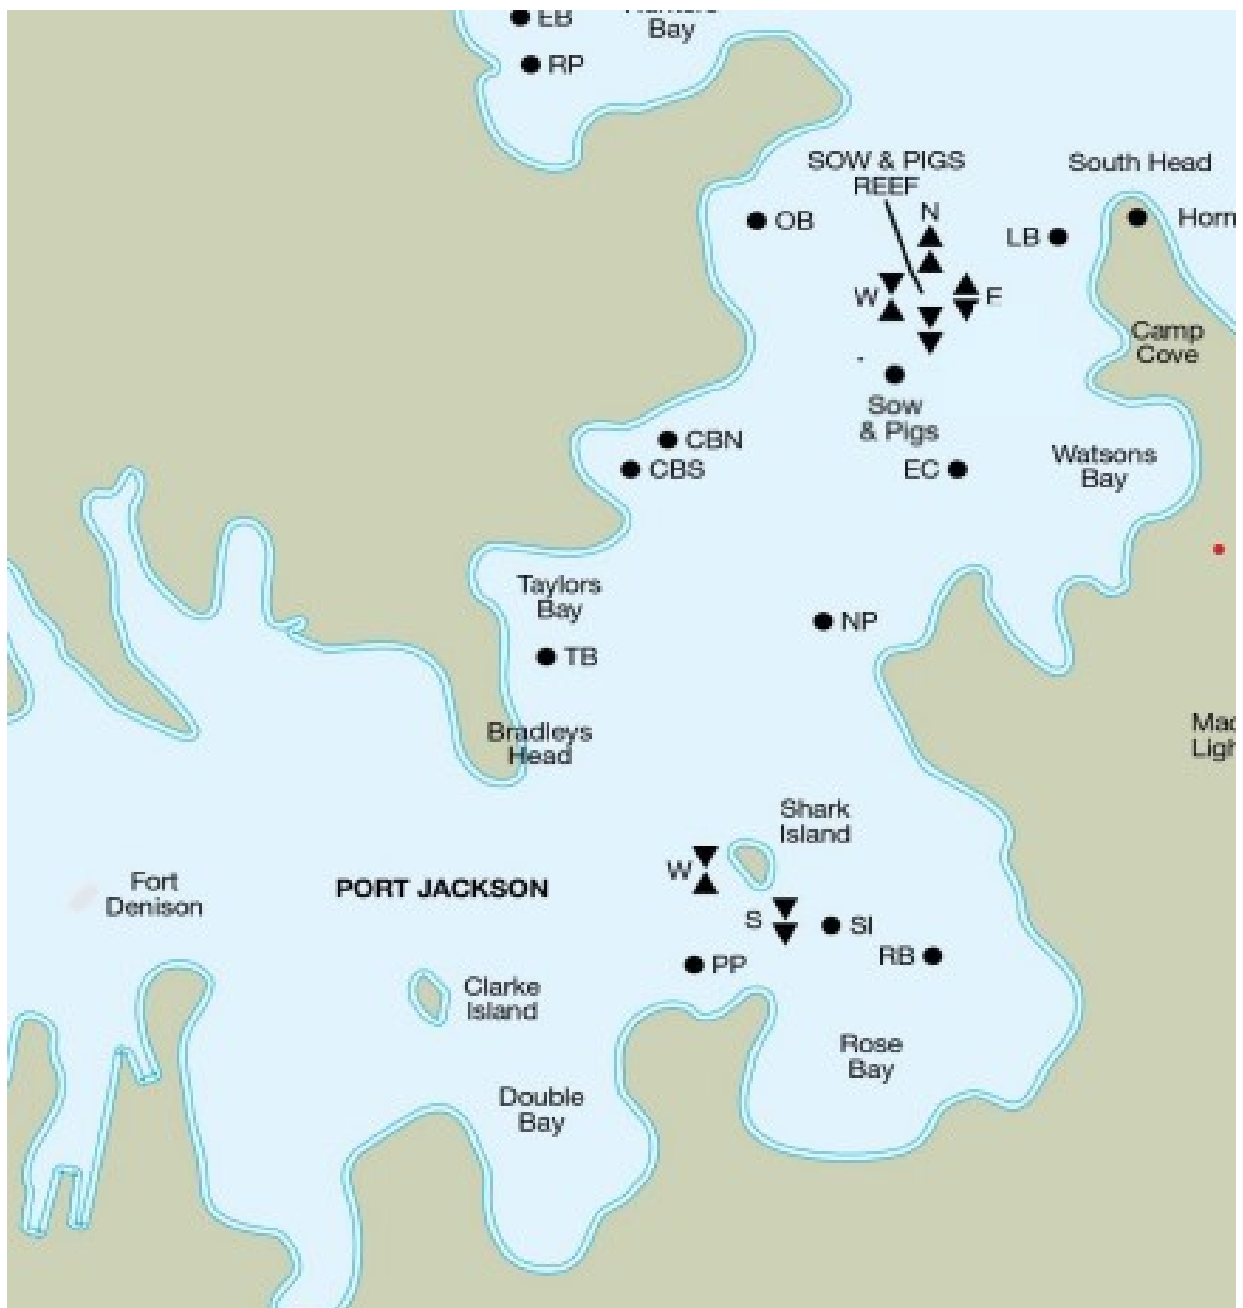 EB
Bay
RP
SOW & PIGS
REEF
South Head
N
OB
LB
Horn
W
E
Camp
Cove
Sow
& Pigs
CBN
CBS
EC
Watsons
Bay
Taylors
Bay
NP
TB
Bradleys
Head
Mac
Ligh
Shark
Island
W
Fort
Denison
PORT JACKSON
S
SI
RB
PP
Clarke
Island
Rose
Bay
Double
Bay